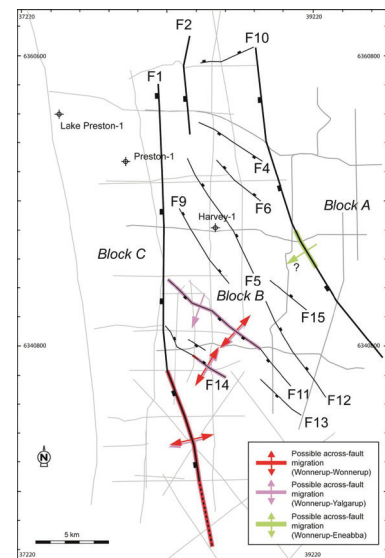 37220
39220
F2
F10
6360800
F1
Lake Preston-1
Preston-1
F4
Block A
F9
F6
Harvey-1
Block C
?
F5
Block B
F15
6340800
6340800
F14
F11
F12
F13
N
Possible across-fault
migration
(Wonnerup-Wonnerup)
Possible across-fault
migration
(Wonnerup-Yalgarup)
Possible across-fault
migration
(Wonnerup-Eneabba)
5 km
37220
39220